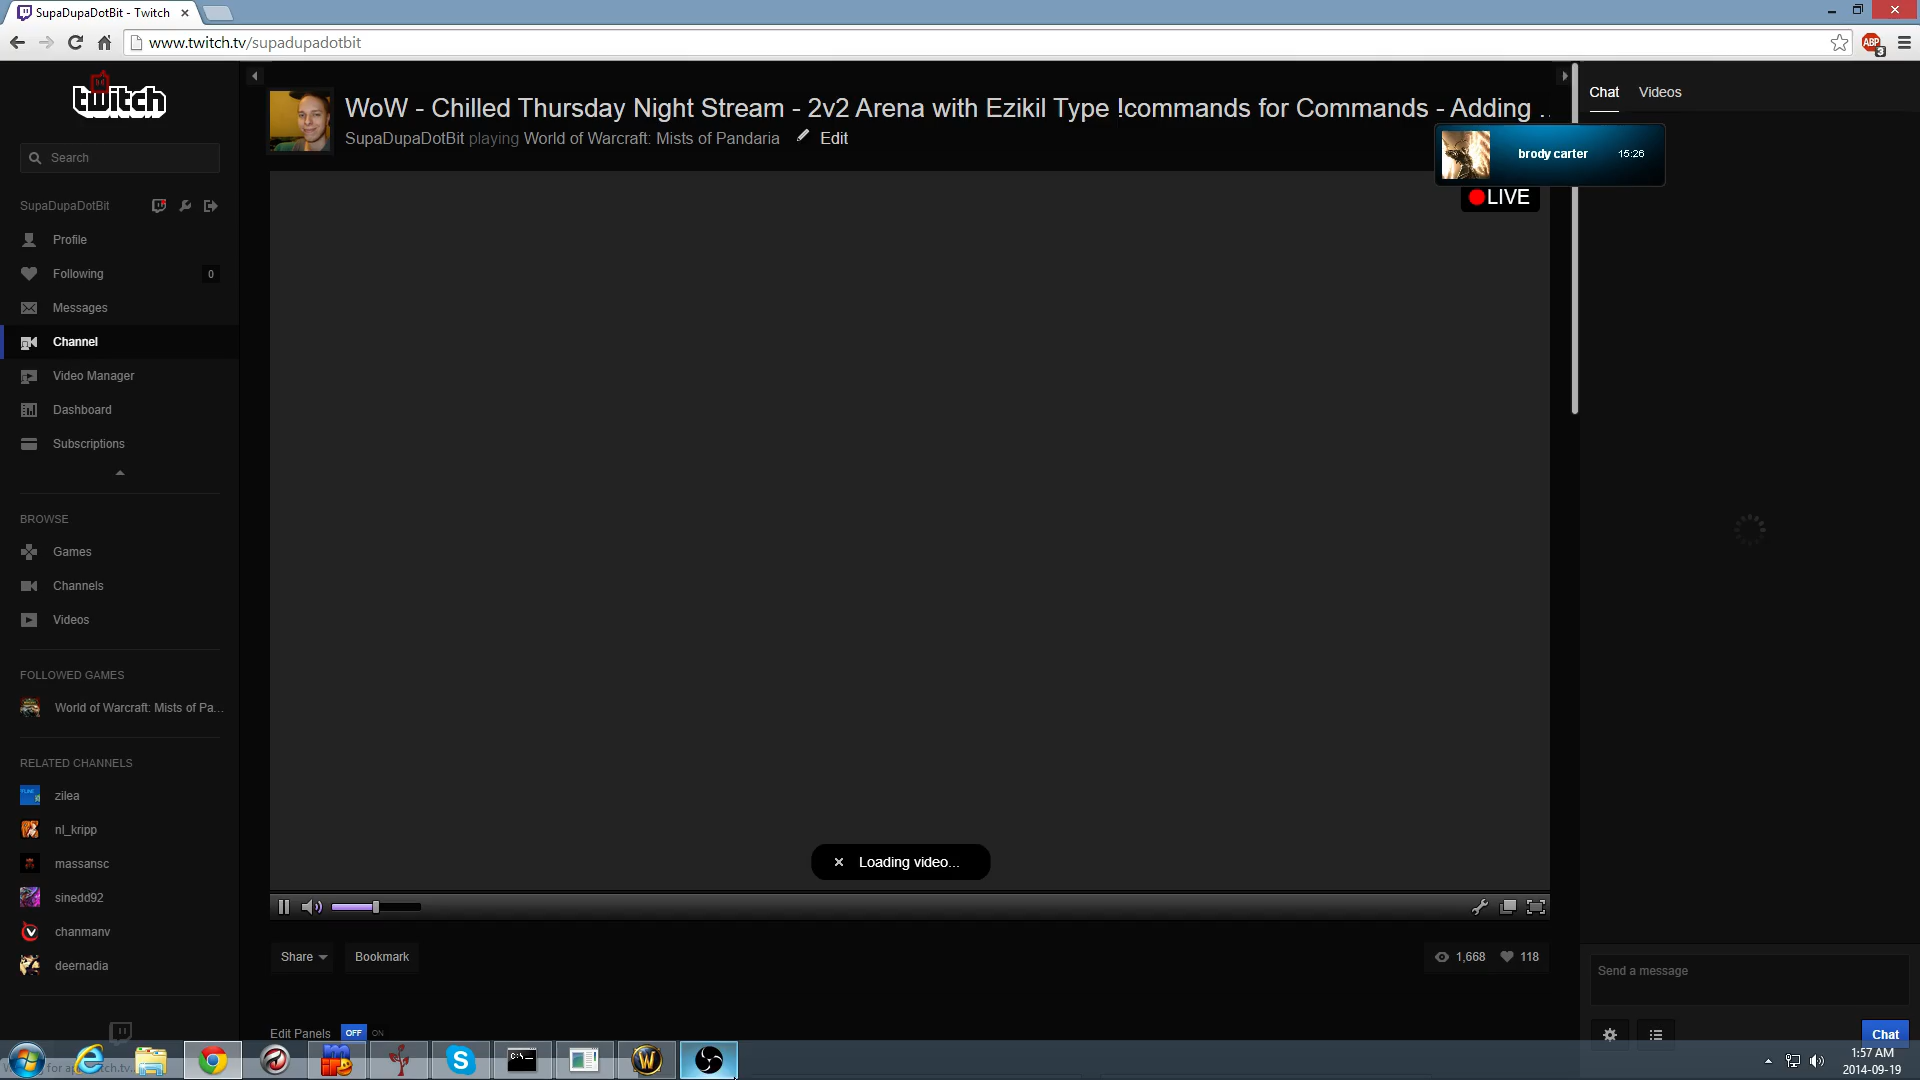 SupaDupaDotBit - Twitch
www.twitch.tv/supadupadotbit
ABP
3
twitch
Search
SupaDupaDotBit
Profile
Following 0
Messages
Channel
Video Manager
Dashboard
Subscriptions
BROWSE
Games
Channels
Videos
FOLLOWED GAMES
World of Warcraft: Mists of Pa...
RELATED CHANNELS
zilea
nl_kripp
massansc
sinedd92
chanmanv
deernadia
WoW - Chilled Thursday Night Stream - 2v2 Arena with Ezikil Type !commands for Commands - Adding ...
SupaDupaDotBit playing World of Warcraft: Mists of Pandaria Edit
brody carter 15:26
LIVE
Loading video...
Share Bookmark 1,668 118
Edit Panels OFF ON
Chat Videos
Send a message
Chat
1:57 AM
2014-09-19